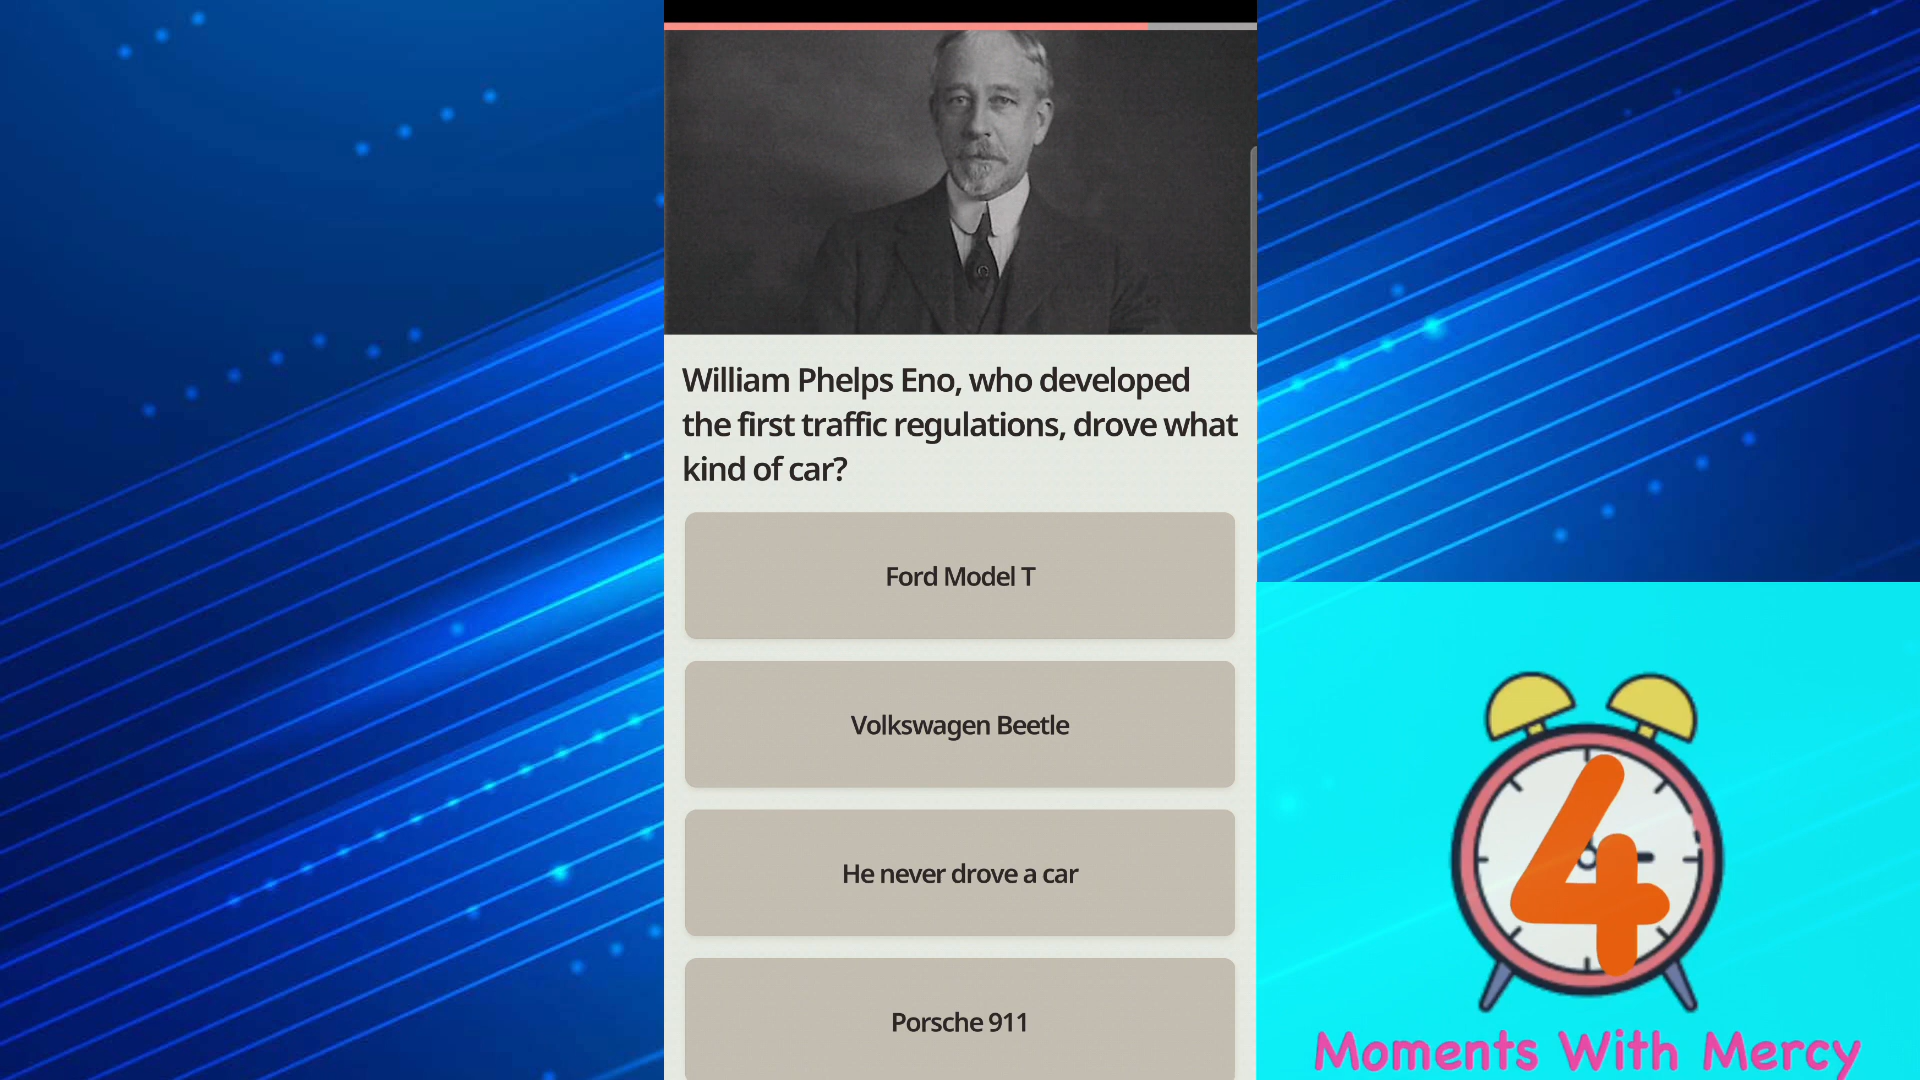 William Phelps Eno, who developed
the first traffic regulations, drove what
kind of car?
Ford Model T
Volkswagen Beetle
He never drove a car
Porsche 911
4
Moments With Mercy